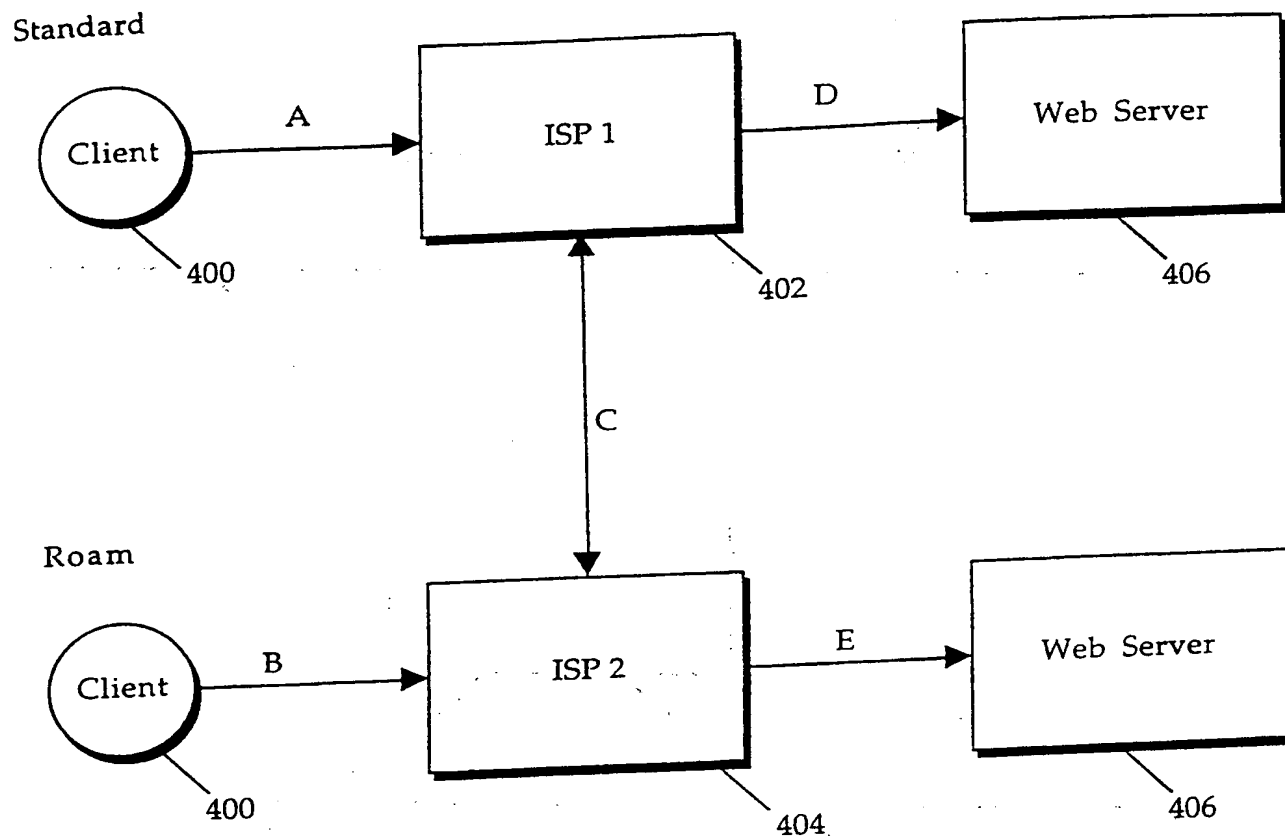 Standard
Client
A
ISP 1
D
Web Server
400
402
406
C
Roam
Client
B
ISP 2
E
Web Server
400
404
406